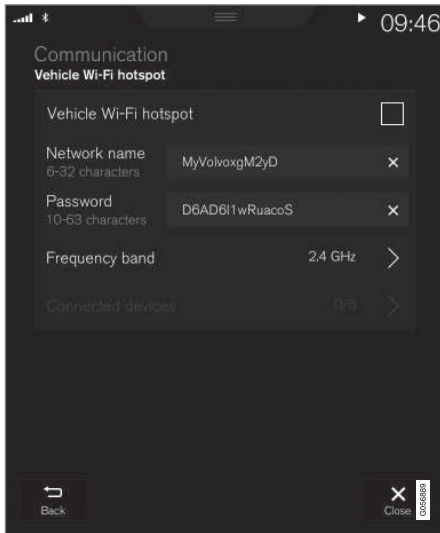 09:46
Communication
Vehicle Wi-Fi hotspot
Vehicle Wi-Fi hotspot
Network name
6-32 characters
MyVolvoxgM2yD
Password
10-63 characters
D6AD6l1wRuacoS
Frequency band
2.4 GHz
Connected devices
0/8
Back
Close
G056889